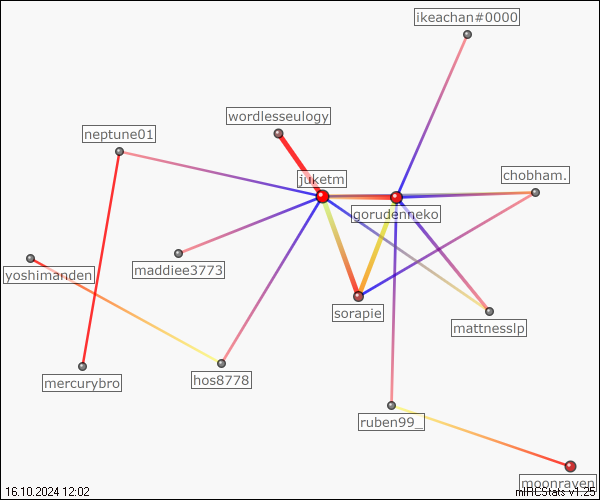 ikeachan#0000
wordlesseulogy
neptune01
juketm
chobham.
gorudenneko
yoshimanden
maddiee3773
sorapie
mattnesslp
mercurybro
hos8778
ruben99_
moonraven
16.10.2024 12:02
mIRCStats v1.25